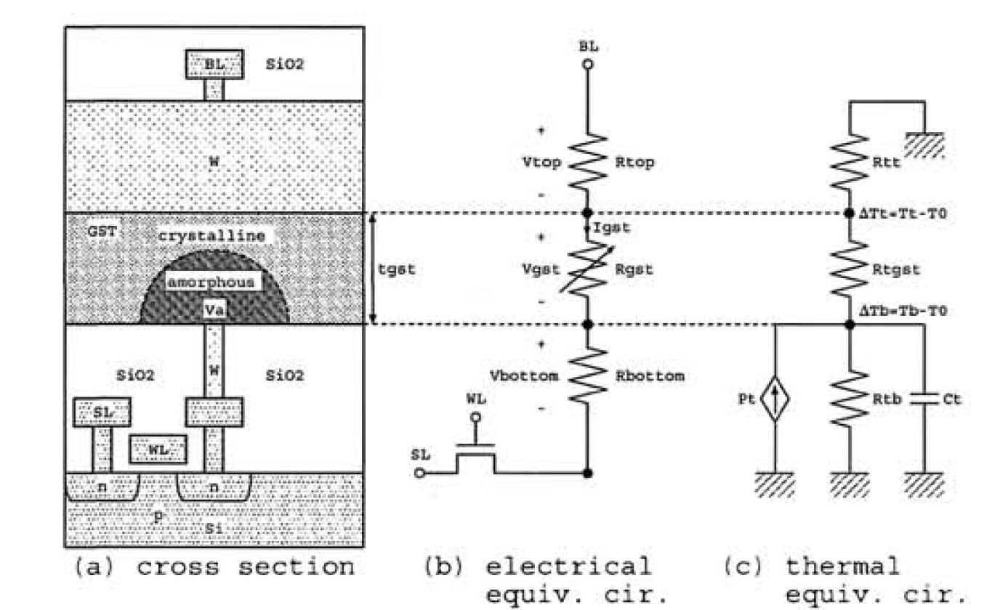 BL
SiO2
W
GST
crystalline
amorphous
Va
tgst
SiO2
W
SiO2
SL
WL
n
n
p
Si
(a) cross section
BL
+
Vtop
Rtop
-
Igst
+
Vgst
Rgst
-
+
Vbottom
Rbottom
-
WL
SL
(b) electrical
equiv. cir.
Rtt
ΔTt=Tt-T0
Rtgst
ΔTb=Tb-T0
Pt
Rtb
Ct
(c) thermal
equiv. cir.